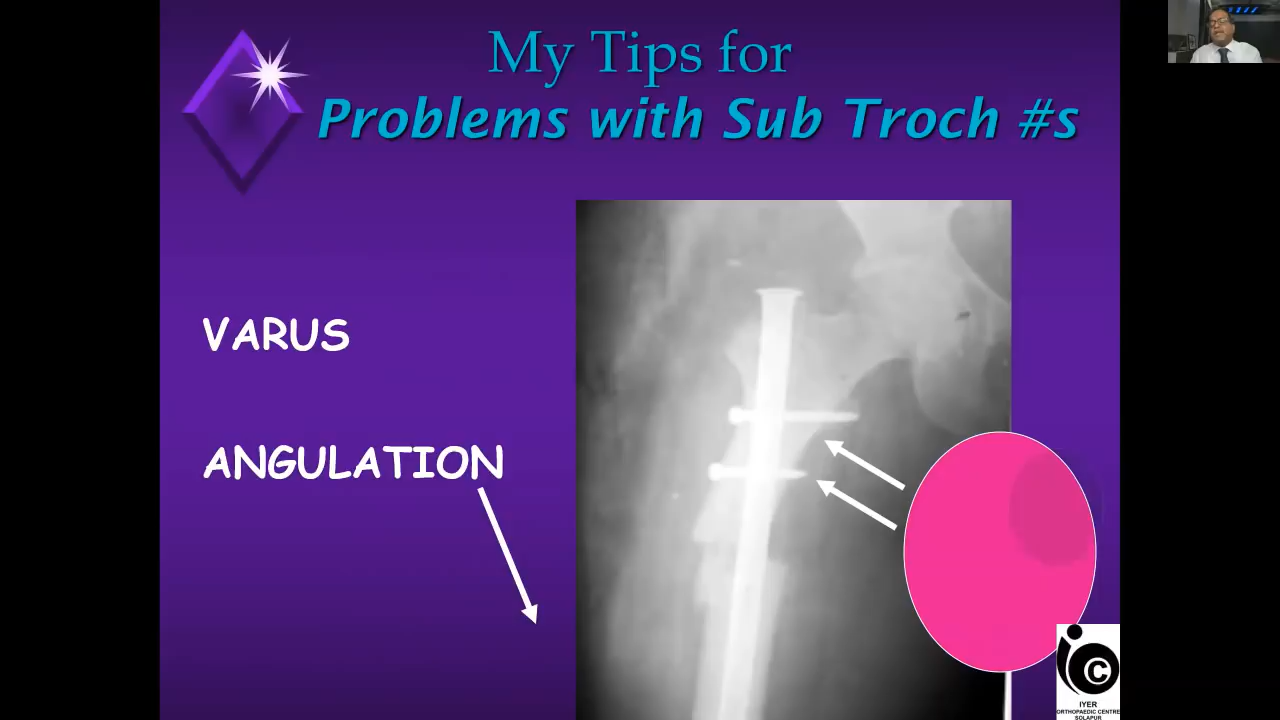 My Tips for
Problems with Sub Troch #s
VARUS
ANGULATION
IYER
ORTHOPAEDIC CENTRE
SOLAPUR